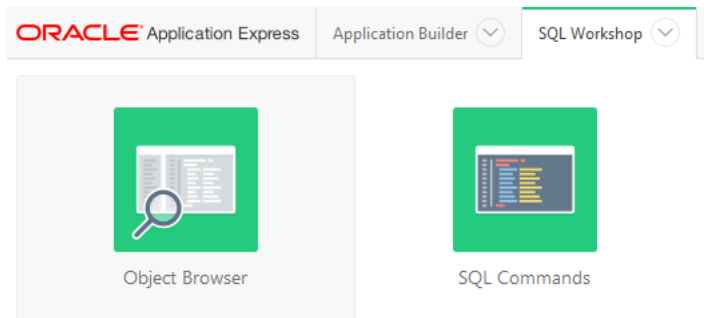 ORACLE Application Express Application Builder SQL Workshop
Object Browser SQL Commands